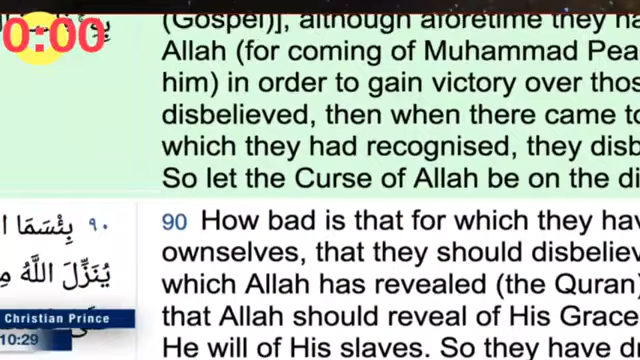 0:00
(Gospel)], although aforetime they ha
Allah (for coming of Muhammad Pea
him) in order to gain victory over thos
disbelieved, then when there came to
which they had recognised, they disb
So let the Curse of Allah be on the di
٩٠ بِئْسَمَا ا
يُنَزِّلَ اللَّهُ مِ
90 How bad is that for which they hav
ownselves, that they should disbeliev
which Allah has revealed (the Quran)
that Allah should reveal of His Grace
He will of His slaves. So they have d
Christian Prince
10:29